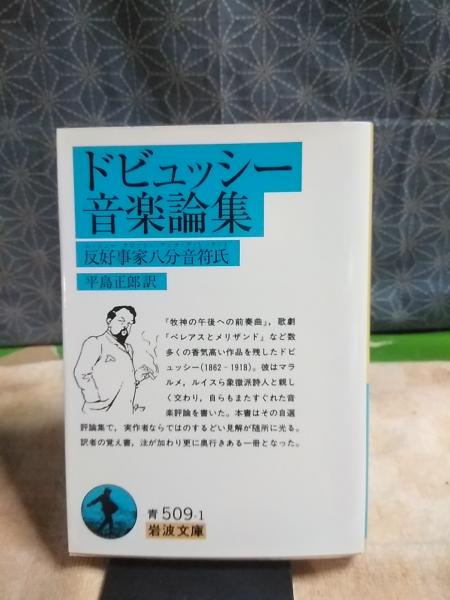 ドビュッシー
音楽論集
反好事家八分音符氏
平島正郎訳
『牧神の午後への前奏曲』，歌劇
『ペレアスとメリザンド』など数
多くの香気高い作品を残したドビ
ュッシー(1862‐1918)。彼はマラ
ルメ，ルイスら象徴派詩人と親し
く交わり，自らもまたすぐれた音
楽評論を書いた。本書はその自選
評論集で，実作者ならではのするどい見解が随所に光る。
訳者の覚え書，注が加わり更に奥行きある一冊となった。
青 509-1
岩波文庫